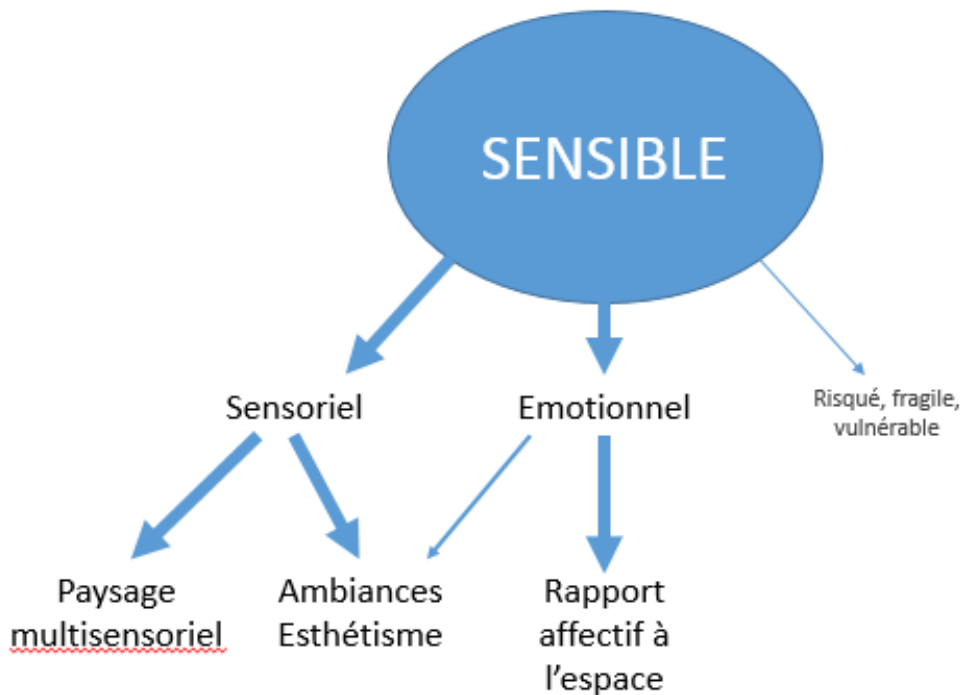 SENSIBLE
Sensoriel
Emotionnel
Risqué, fragile,
vulnérable
Paysage
multisensoriel
Ambiances
Esthétisme
Rapport
affectif à
l'espace